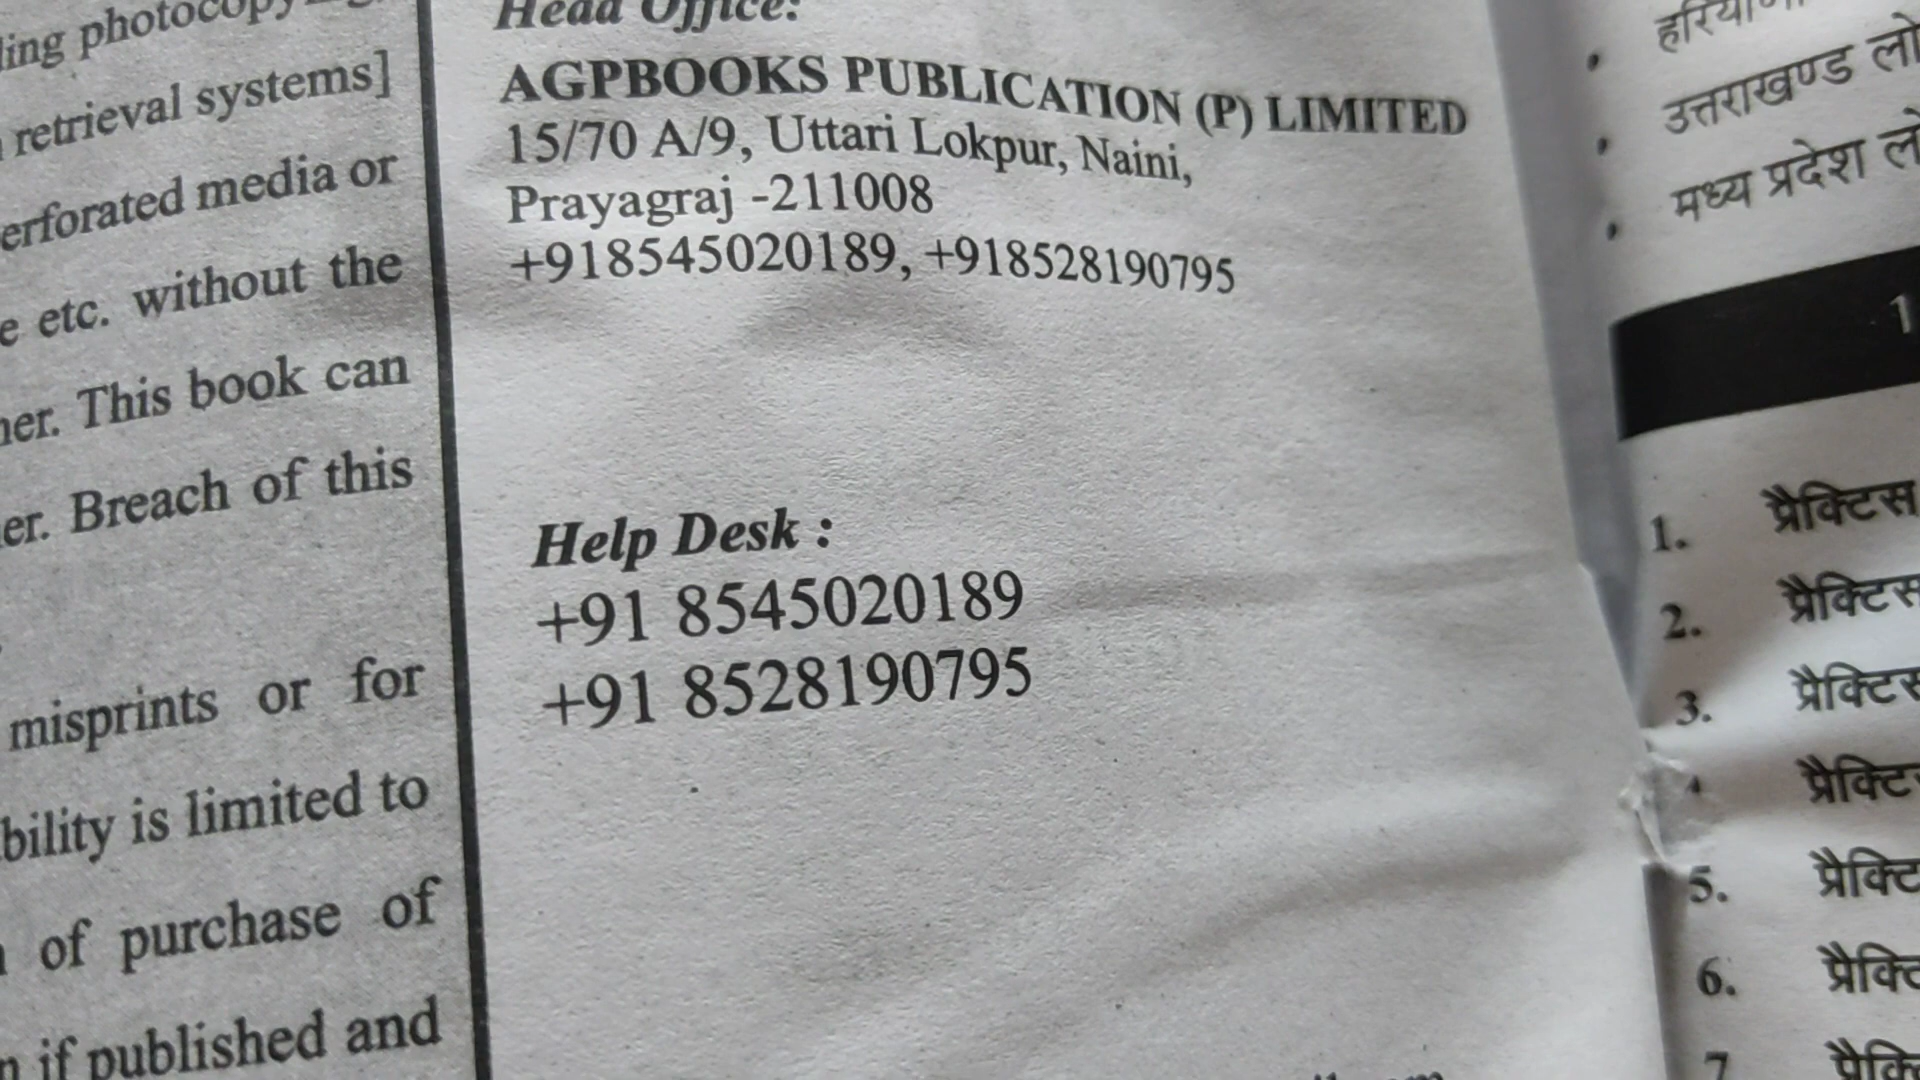 ling photocopying,
retrieval systems]
erforated media or
e etc. without the
her. This book can
er. Breach of this
misprints or for
bility is limited to
of purchase of
if published and
Head Office:
AGPBOOKS PUBLICATION (P) LIMITED
15/70 A/9, Uttari Lokpur, Naini,
Prayagraj -211008
+918545020189, +918528190795
Help Desk :
+91 8545020189
+91 8528190795
• हरियाणा
• उत्तराखण्ड लो
• मध्य प्रदेश लो
1
1. प्रैक्टिस
2. प्रैक्टिस
3. प्रैक्टिस
प्रैक्टि
5. प्रैक्टि
6. प्रैक्टि
7